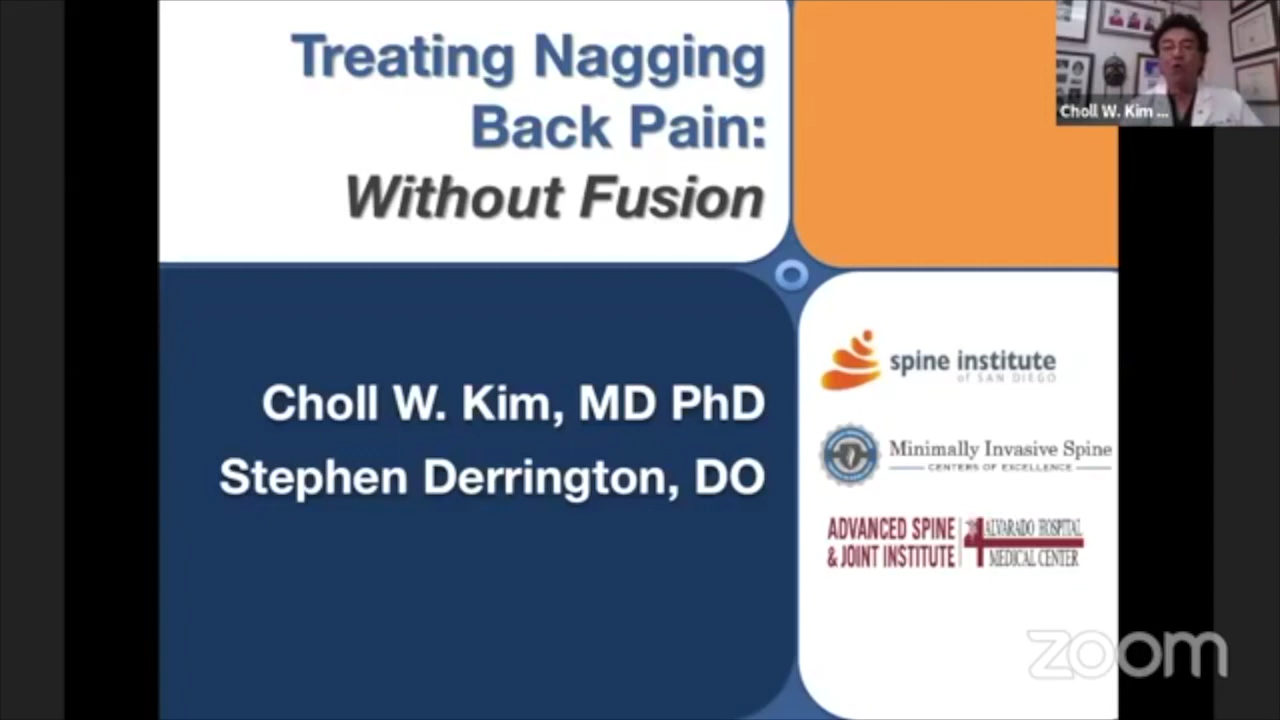 Treating Nagging
Back Pain:
Without Fusion
Choll W. Kim ...
Choll W. Kim, MD PhD
Stephen Derrington, DO
spine institute
of SAN DIEGO
Minimally Invasive Spine
CENTERS OF EXCELLENCE
ADVANCED SPINE
& JOINT INSTITUTE
ALVARADO HOSPITAL
MEDICAL CENTER
zoom